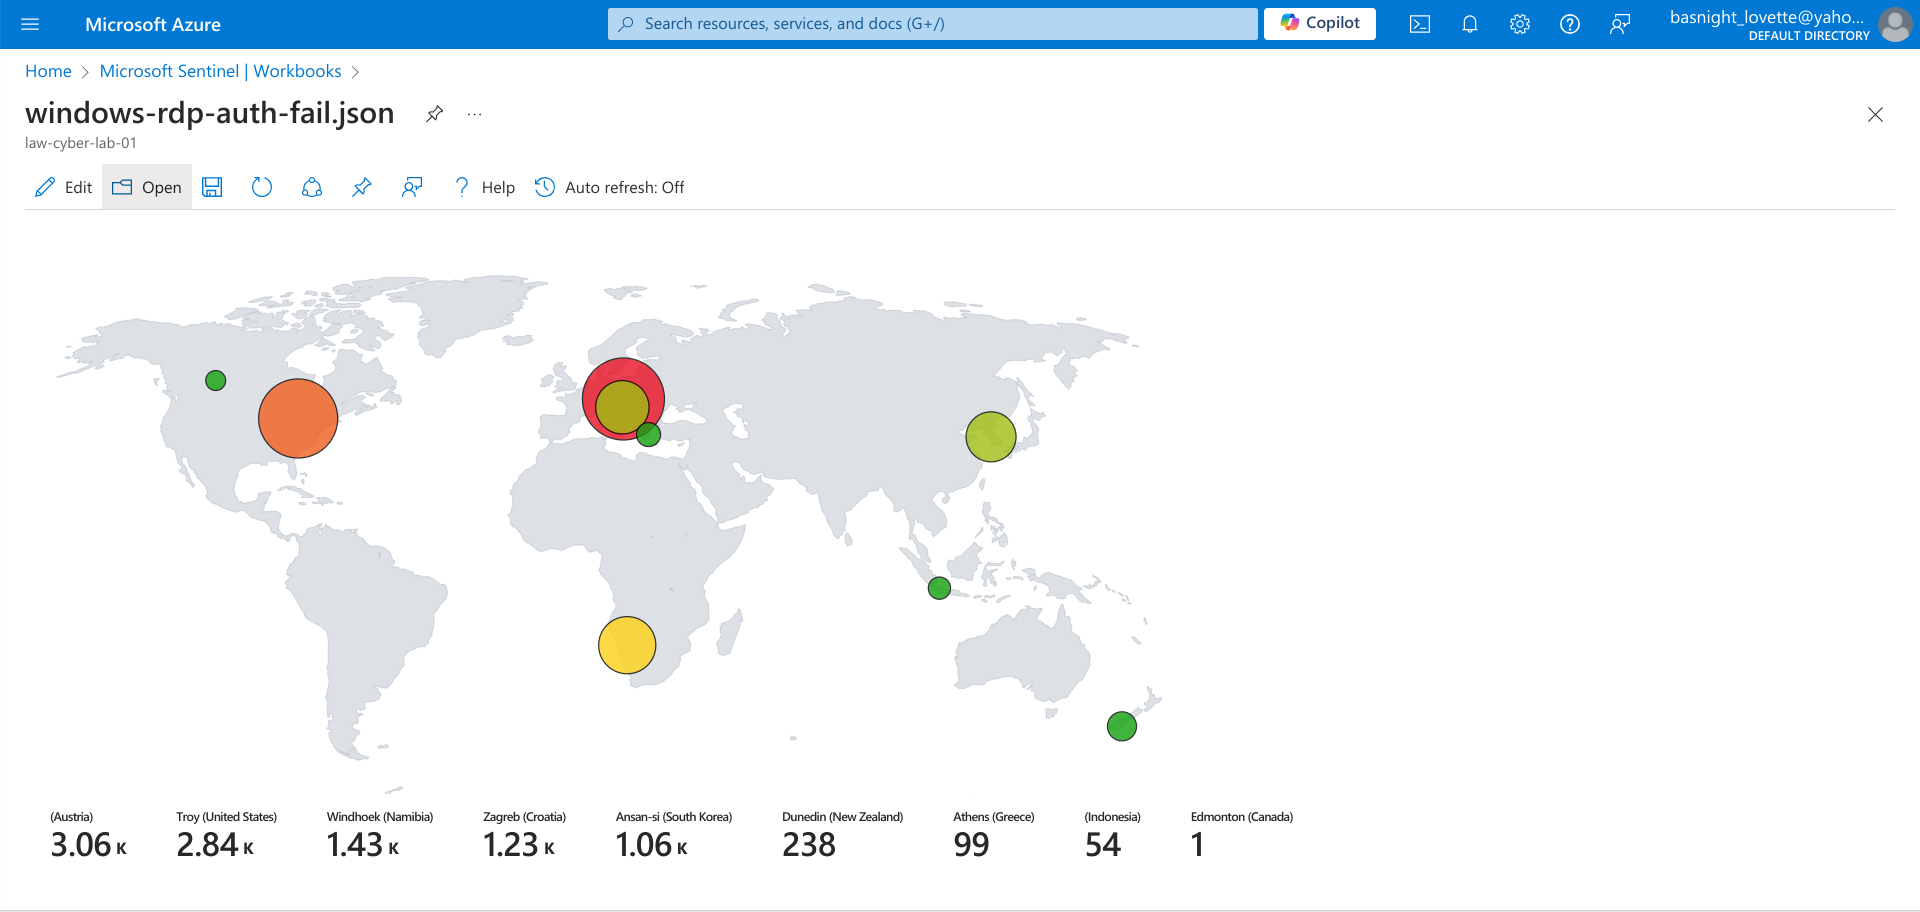 Microsoft Azure
Search resources, services, and docs (G+/)
Copilot
basnight_lovette@yaho...
DEFAULT DIRECTORY
Home > Microsoft Sentinel | Workbooks >
windows-rdp-auth-fail.json ...
law-cyber-lab-01
Edit Open Help Auto refresh: Off
(Austria)
3.06 K
Troy (United States)
2.84 K
Windhoek (Namibia)
1.43 K
Zagreb (Croatia)
1.23 K
Ansan-si (South Korea)
1.06 K
Dunedin (New Zealand)
238
Athens (Greece)
99
(Indonesia)
54
Edmonton (Canada)
1